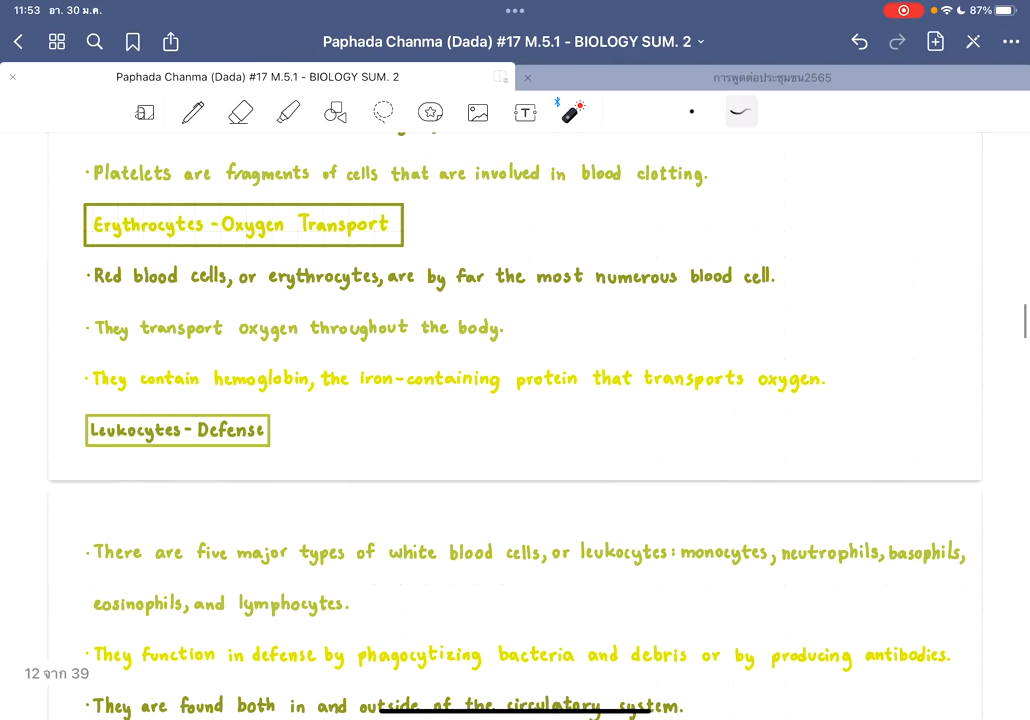 11:53 อา. 30 ม.ค.
87%
Paphada Chanma (Dada) #17 M.5.1 - BIOLOGY SUM. 2
Paphada Chanma (Dada) #17 M.5.1 - BIOLOGY SUM. 2
การพูดต่อประชุมชน2565
·Platelets are fragments of cells that are involved in blood clotting.
Erythrocytes - Oxygen Transport
·Red blood cells, or erythrocytes, are by far the most numerous blood cell.
·They transport oxygen throughout the body.
·They contain hemoglobin, the iron-containing protein that transports oxygen.
Leukocytes - Defense
·There are five major types of white blood cells, or leukocytes: monocytes, neutrophils, basophils,
eosinophils, and lymphocytes.
·They function in defense by phagocytizing bacteria and debris or by producing antibodies.
12 จาก 39
·They are found both in and outside of the circulatory system.